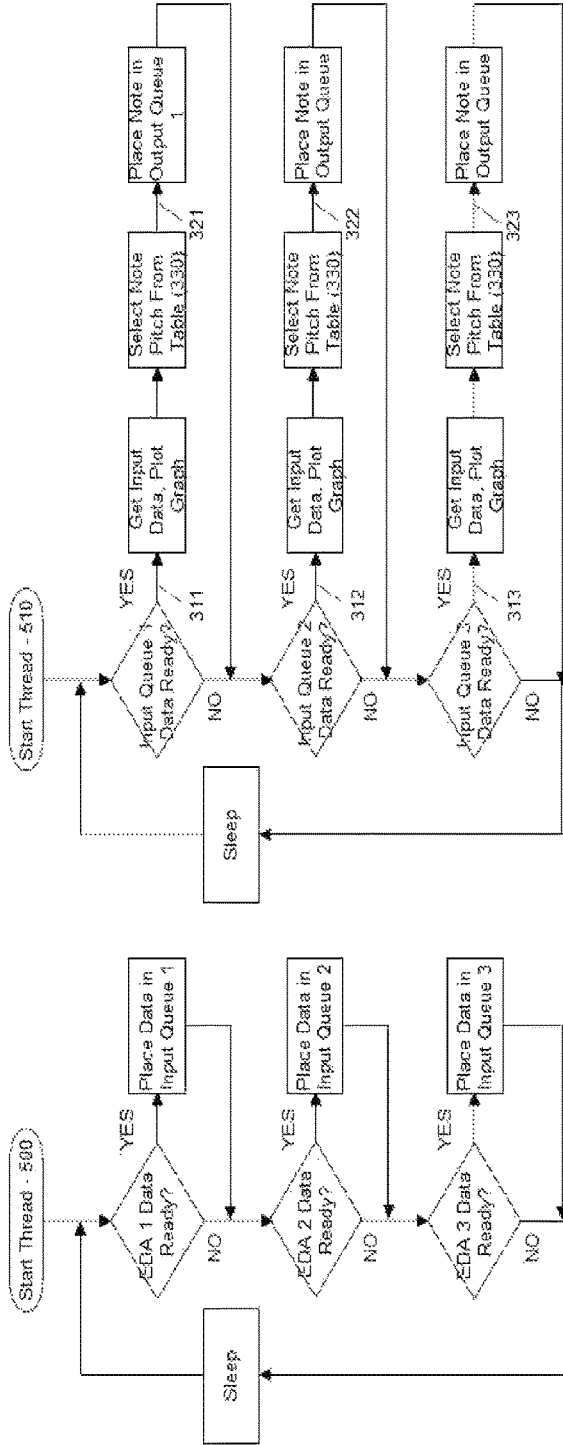 Start Thread - 500
Sleep
EDA 1 Data
Ready?
YES
NO
Place Data in
Input Queue 1
EDA 2 Data
Ready?
YES
NO
Place Data in
Input Queue 2
EDA 3 Data
Ready?
YES
NO
Place Data in
Input Queue 3
Start Thread - 510
Sleep
Input Queue 1
Data Ready?
YES
NO
311
Get Input
Data, Plot
Graph
Select Note
Pitch From
Table (330)
321
Place Note in
Output Queue
1
Input Queue 2
Data Ready?
YES
NO
312
Get Input
Data, Plot
Graph
Select Note
Pitch From
Table (330)
322
Place Note in
Output Queue
Input Queue 3
Data Ready?
YES
NO
313
Get Input
Data, Plot
Graph
Select Note
Pitch From
Table (330)
323
Place Note in
Output Queue